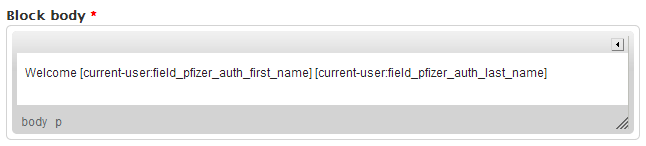 Block body *
Welcome [current-user:field_pfizer_auth_first_name] [current-user:field_pfizer_auth_last_name]
body p